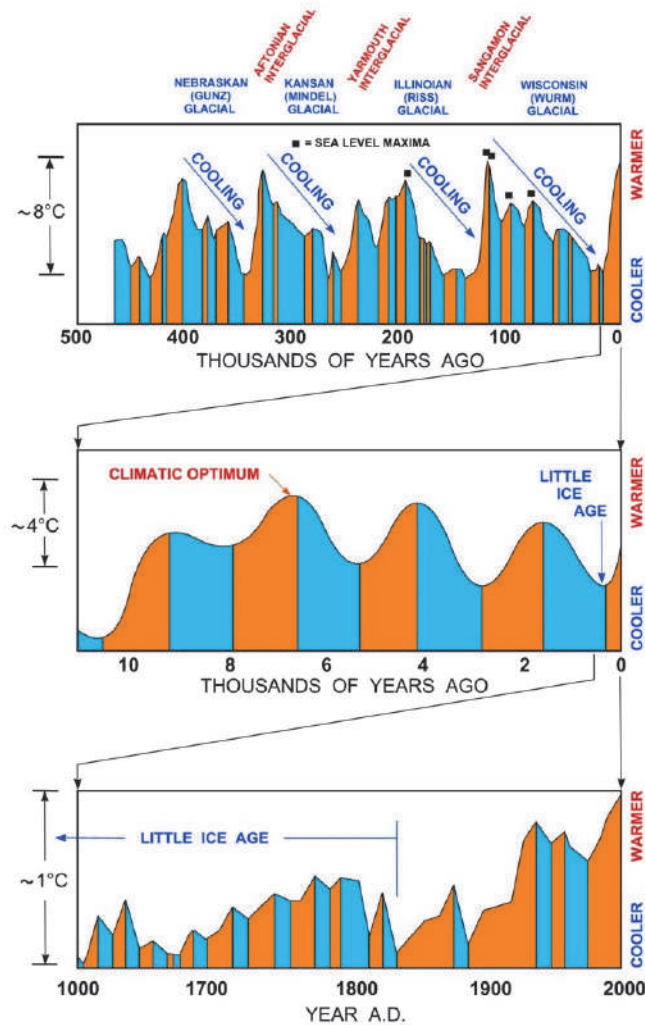 AFTONIAN
INTERGLACIAL
YARMOUTH
INTERGLACIAL
SANGAMON
INTERGLACIAL
NEBRASKAN
(GUNZ)
GLACIAL
KANSAN
(MINDEL)
GLACIAL
ILLINOIAN
(RISS)
GLACIAL
WISCONSIN
(WURM)
GLACIAL
■ = SEA LEVEL MAXIMA
COOLING
COOLING
COOLING
COOLING
~8°C
WARMER
COOLER
500 400 300 200 100 0
THOUSANDS OF YEARS AGO
CLIMATIC OPTIMUM
LITTLE
ICE
AGE
~4°C
WARMER
COOLER
10 8 6 4 2 0
THOUSANDS OF YEARS AGO
LITTLE ICE AGE
~1°C
WARMER
COOLER
1000 1700 1800 1900 2000
YEAR A.D.